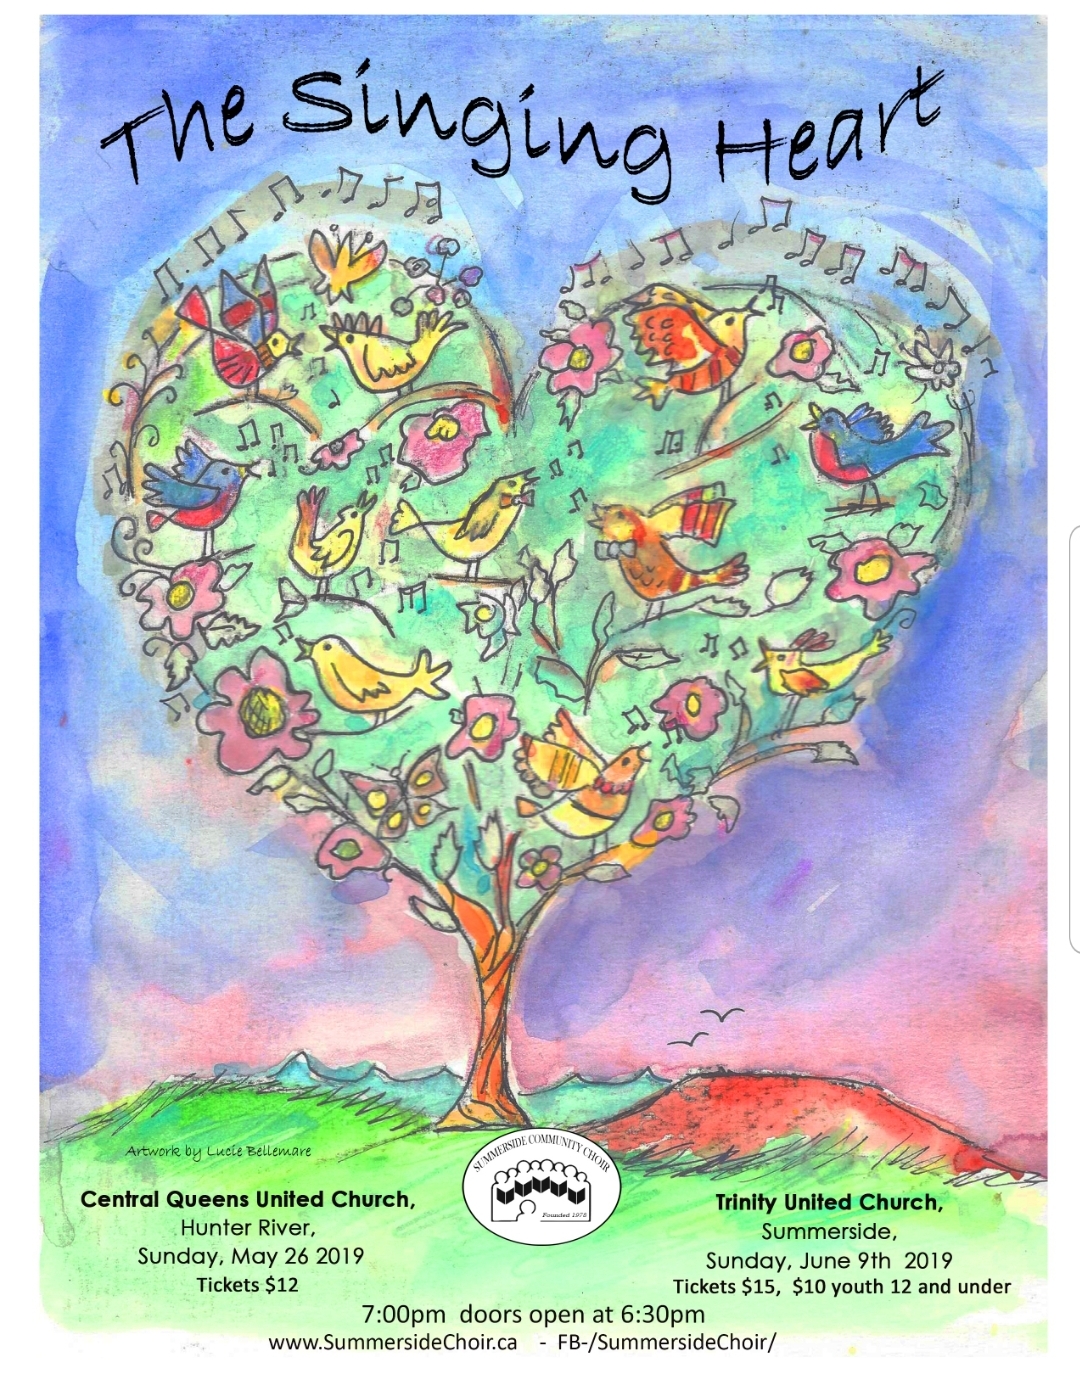 The Singing Heart
Artwork by Lucie Bellemare
SUMMERSIDE COMMUNITY CHOIR
Founded 1978
Central Queens United Church,
Hunter River,
Sunday, May 26 2019
Tickets $12
Trinity United Church,
Summerside,
Sunday, June 9th 2019
Tickets $15, $10 youth 12 and under
7:00pm doors open at 6:30pm
www.SummersideChoir.ca - FB-/SummersideChoir/